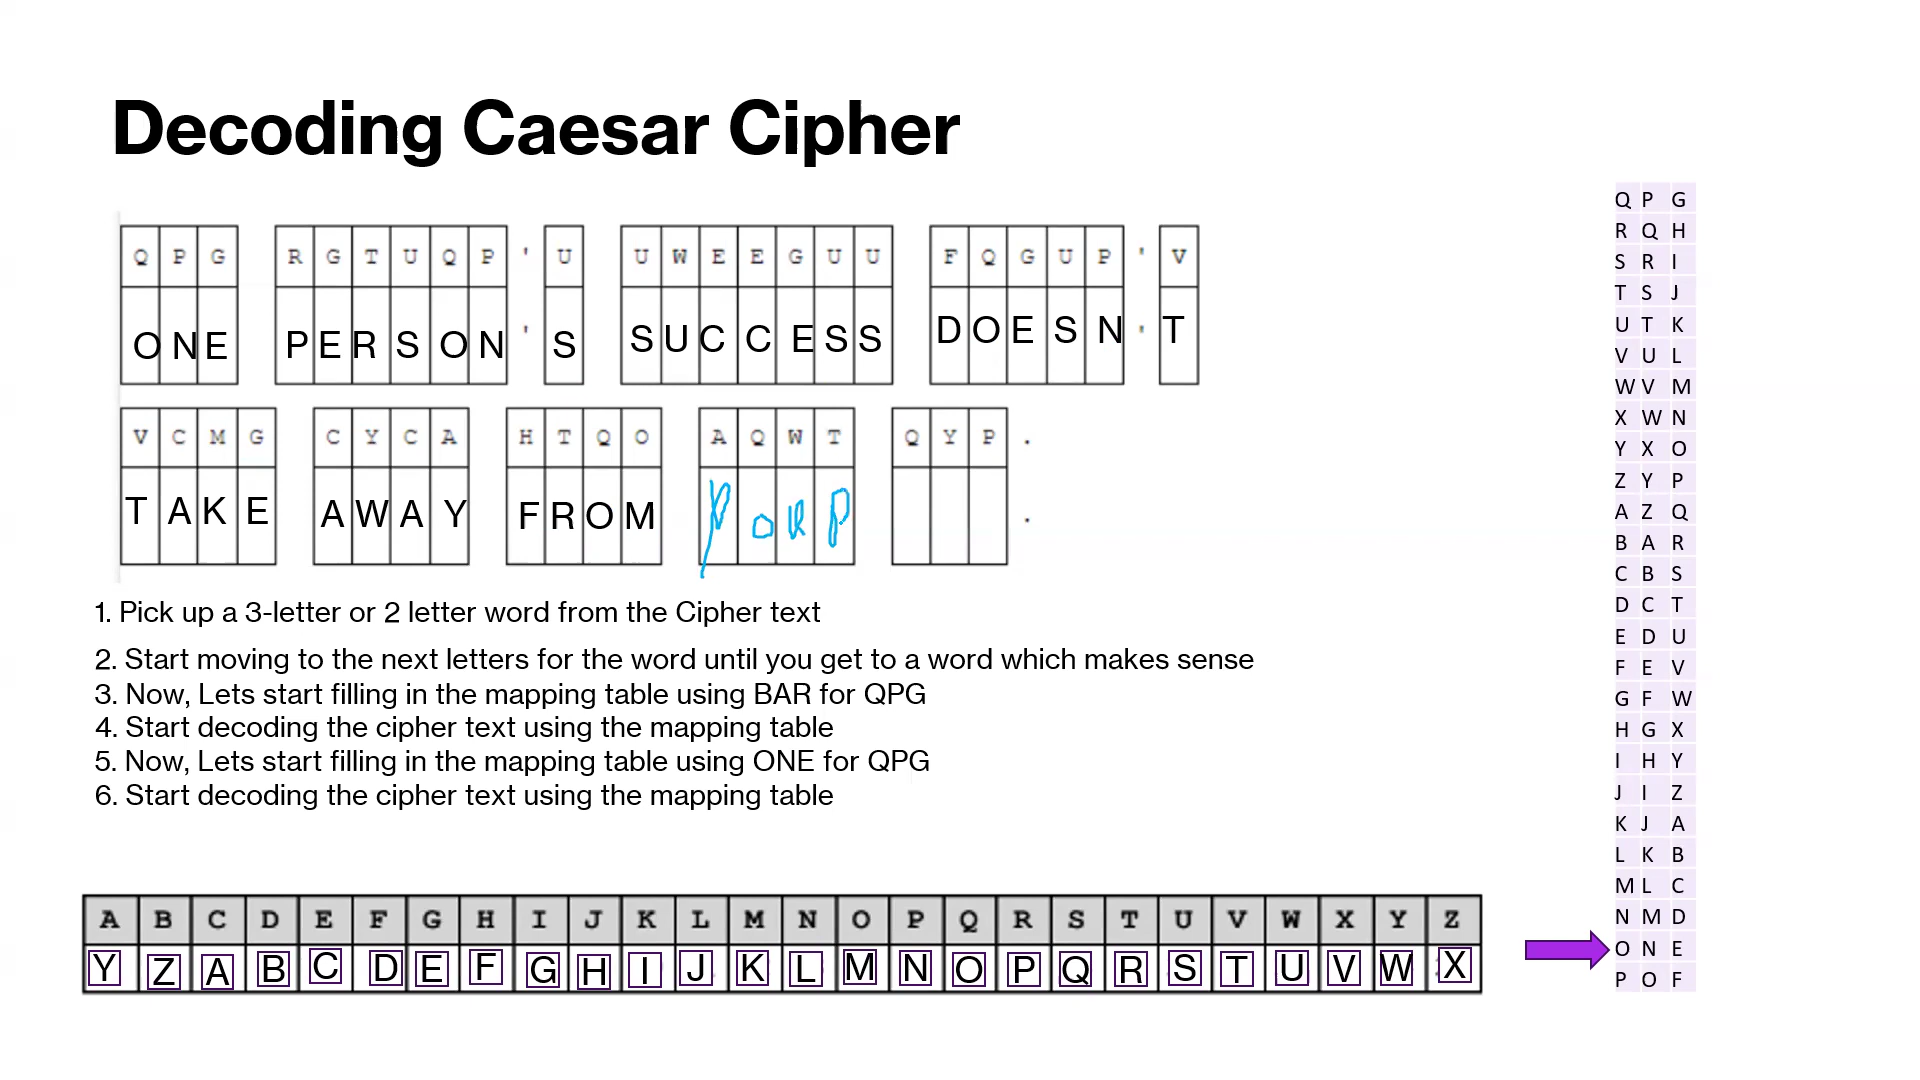 Decoding Caesar Cipher
Q P G R G T U Q P ' U U W E E G U U F Q G U P ' V
O N E P E R S O N ' S S U C C E S S D O E S N ' T
V C M G C Y C A H T Q O A Q W T Q Y P .
T A K E A W A Y F R O M Y o u r .
1. Pick up a 3-letter or 2 letter word from the Cipher text
2. Start moving to the next letters for the word until you get to a word which makes sense
3. Now, Lets start filling in the mapping table using BAR for QPG
4. Start decoding the cipher text using the mapping table
5. Now, Lets start filling in the mapping table using ONE for QPG
6. Start decoding the cipher text using the mapping table
A B C D E F G H I J K L M N O P Q R S T U V W X Y Z
Y Z A B C D E F G H I J K L M N O P Q R S T U V W X
Q P G
R Q H
S R I
T S J
U T K
V U L
W V M
X W N
Y X O
Z Y P
A Z Q
B A R
C B S
D C T
E D U
F E V
G F W
H G X
I H Y
J I Z
K J A
L K B
M L C
N M D
O N E
P O F